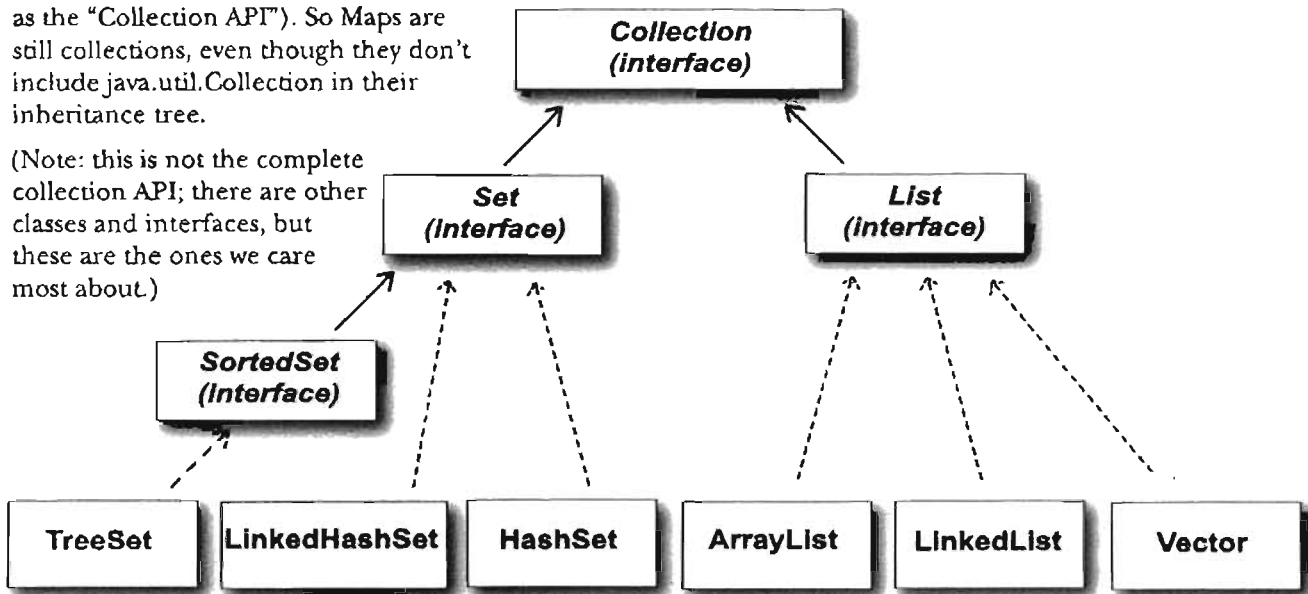 as the “Collection API”). So Maps are
still collections, even though they don't
include java.util.Collection in their
inheritance tree.
(Note: this is not the complete
collection API; there are other
classes and interfaces, but
these are the ones we care
most about.)
Collection
(interface)
Set
(interface)
List
(interface)
SortedSet
(interface)
TreeSet
LinkedHashSet
HashSet
ArrayList
LinkedList
Vector